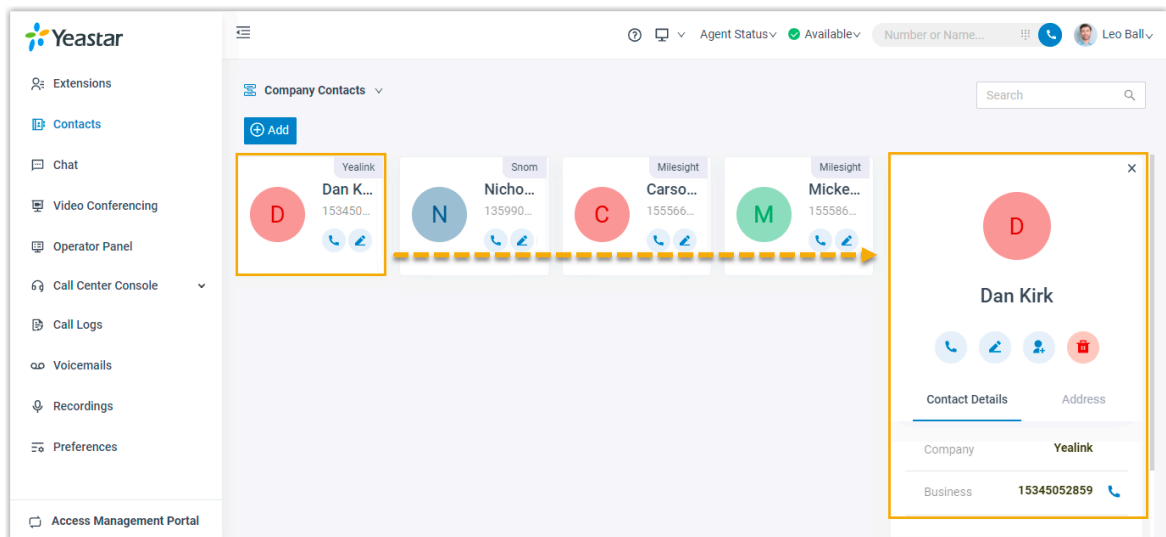 Yeastar
Agent Status Available Number or Name... Leo Ball
Extensions
Contacts
Chat
Video Conferencing
Operator Panel
Call Center Console
Call Logs
Voicemails
Recordings
Preferences
Access Management Portal
Company Contacts
Search
Add
Yealink
D
Dan K...
153450...
Snom
N
Nicho...
135990...
Milesight
C
Carso...
155566...
Milesight
M
Micke...
155586...
D
Dan Kirk
Contact Details Address
Company Yealink
Business 15345052859